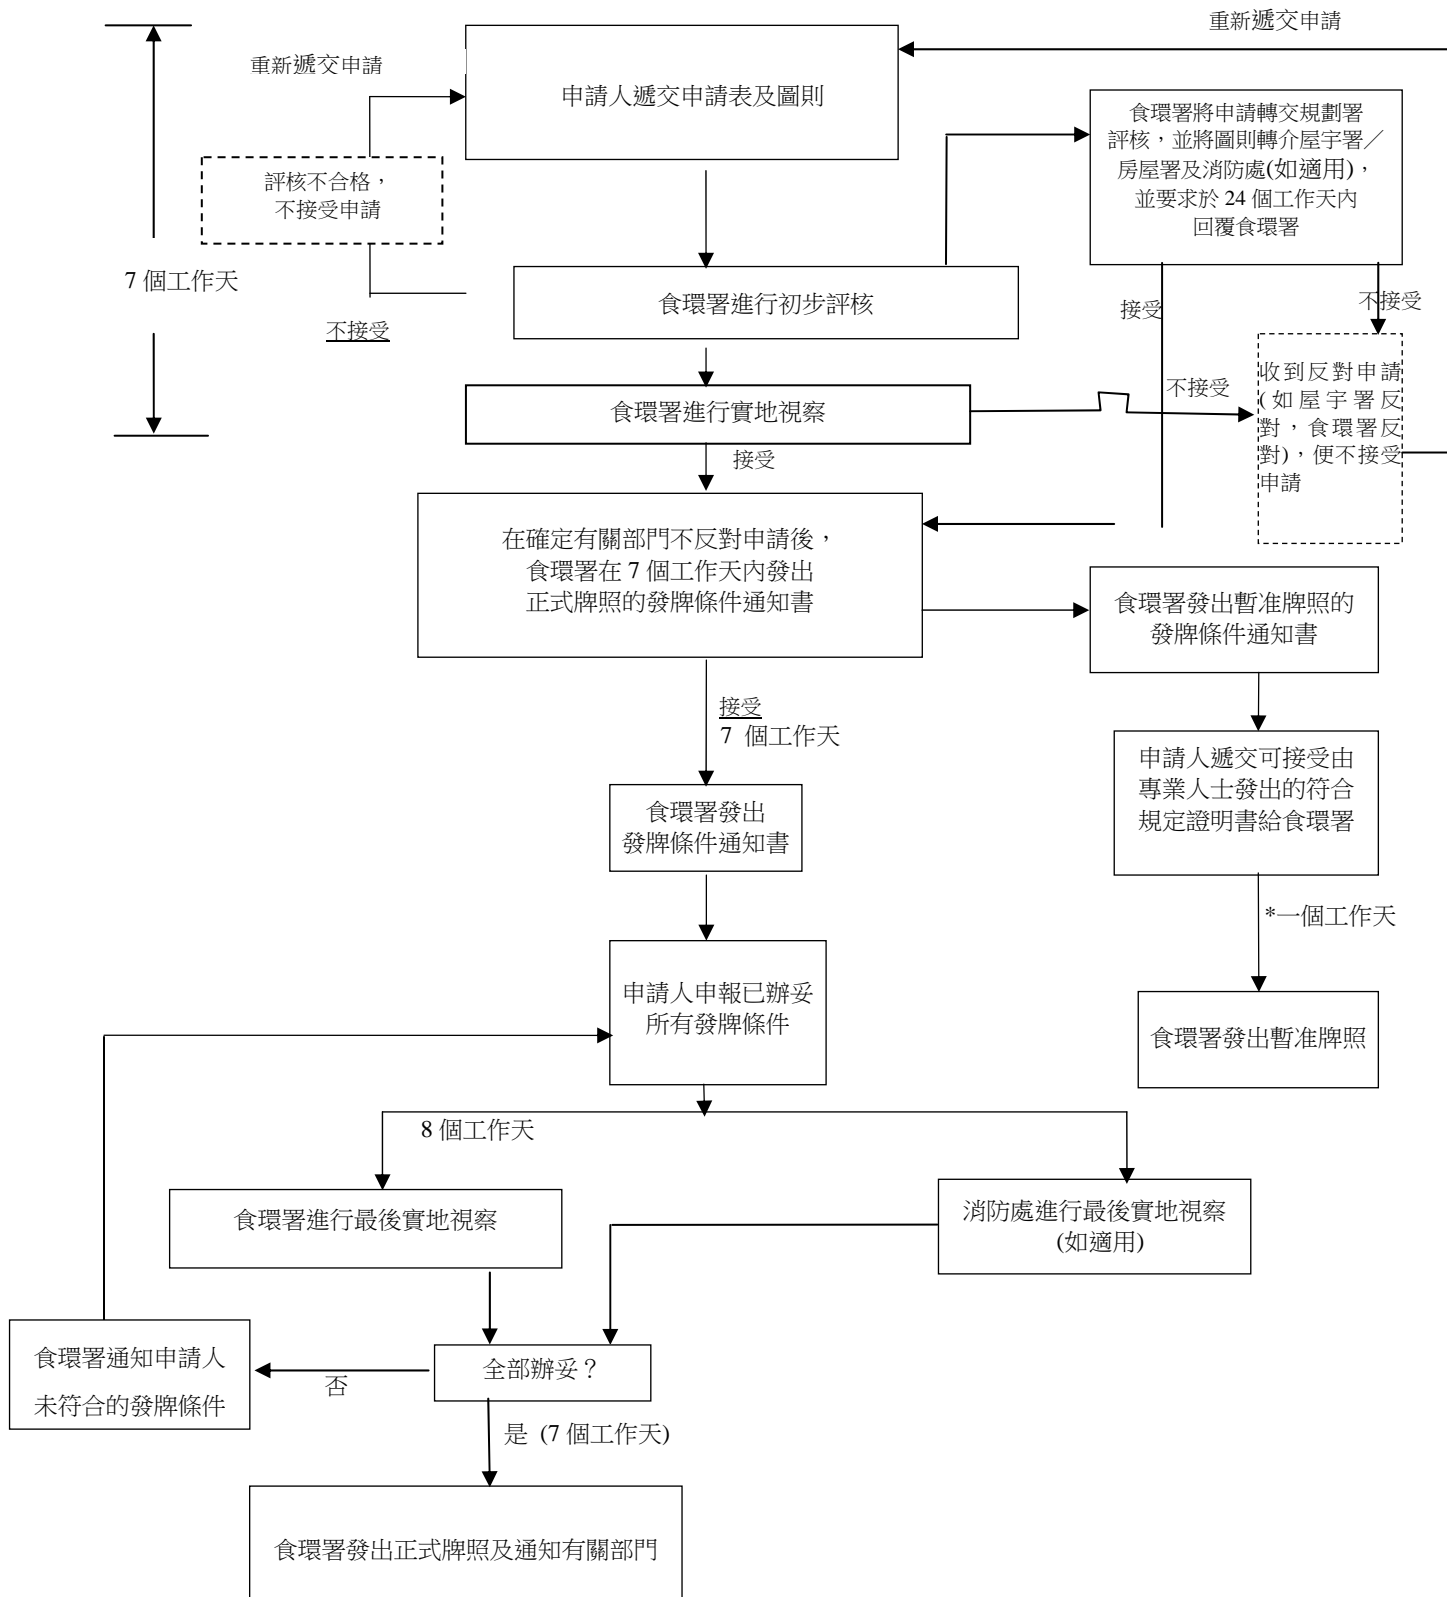 重新遞交申請
重新遞交申請
申請人遞交申請表及圖則
食環署將申請轉交規劃署
評核，並將圖則轉介屋宇署／
房屋署及消防處(如適用)，
並要求於 24 個工作天內
回覆食環署
評核不合格，
不接受申請
7 個工作天
食環署進行初步評核
不接受
接受
不接受
食環署進行實地視察
不接受
收到反對申請
(如屋宇署反
對，食環署反
對)，便不接受
申請
接受
在確定有關部門不反對申請後，
食環署在 7 個工作天內發出
正式牌照的發牌條件通知書
食環署發出暫准牌照的
發牌條件通知書
接受
7 個工作天
申請人遞交可接受由
專業人士發出的符合
規定證明書給食環署
食環署發出
發牌條件通知書
*一個工作天
申請人申報已辦妥
所有發牌條件
食環署發出暫准牌照
8 個工作天
食環署進行最後實地視察
消防處進行最後實地視察
(如適用)
食環署通知申請人
未符合的發牌條件
否
全部辦妥？
是 (7 個工作天)
食環署發出正式牌照及通知有關部門